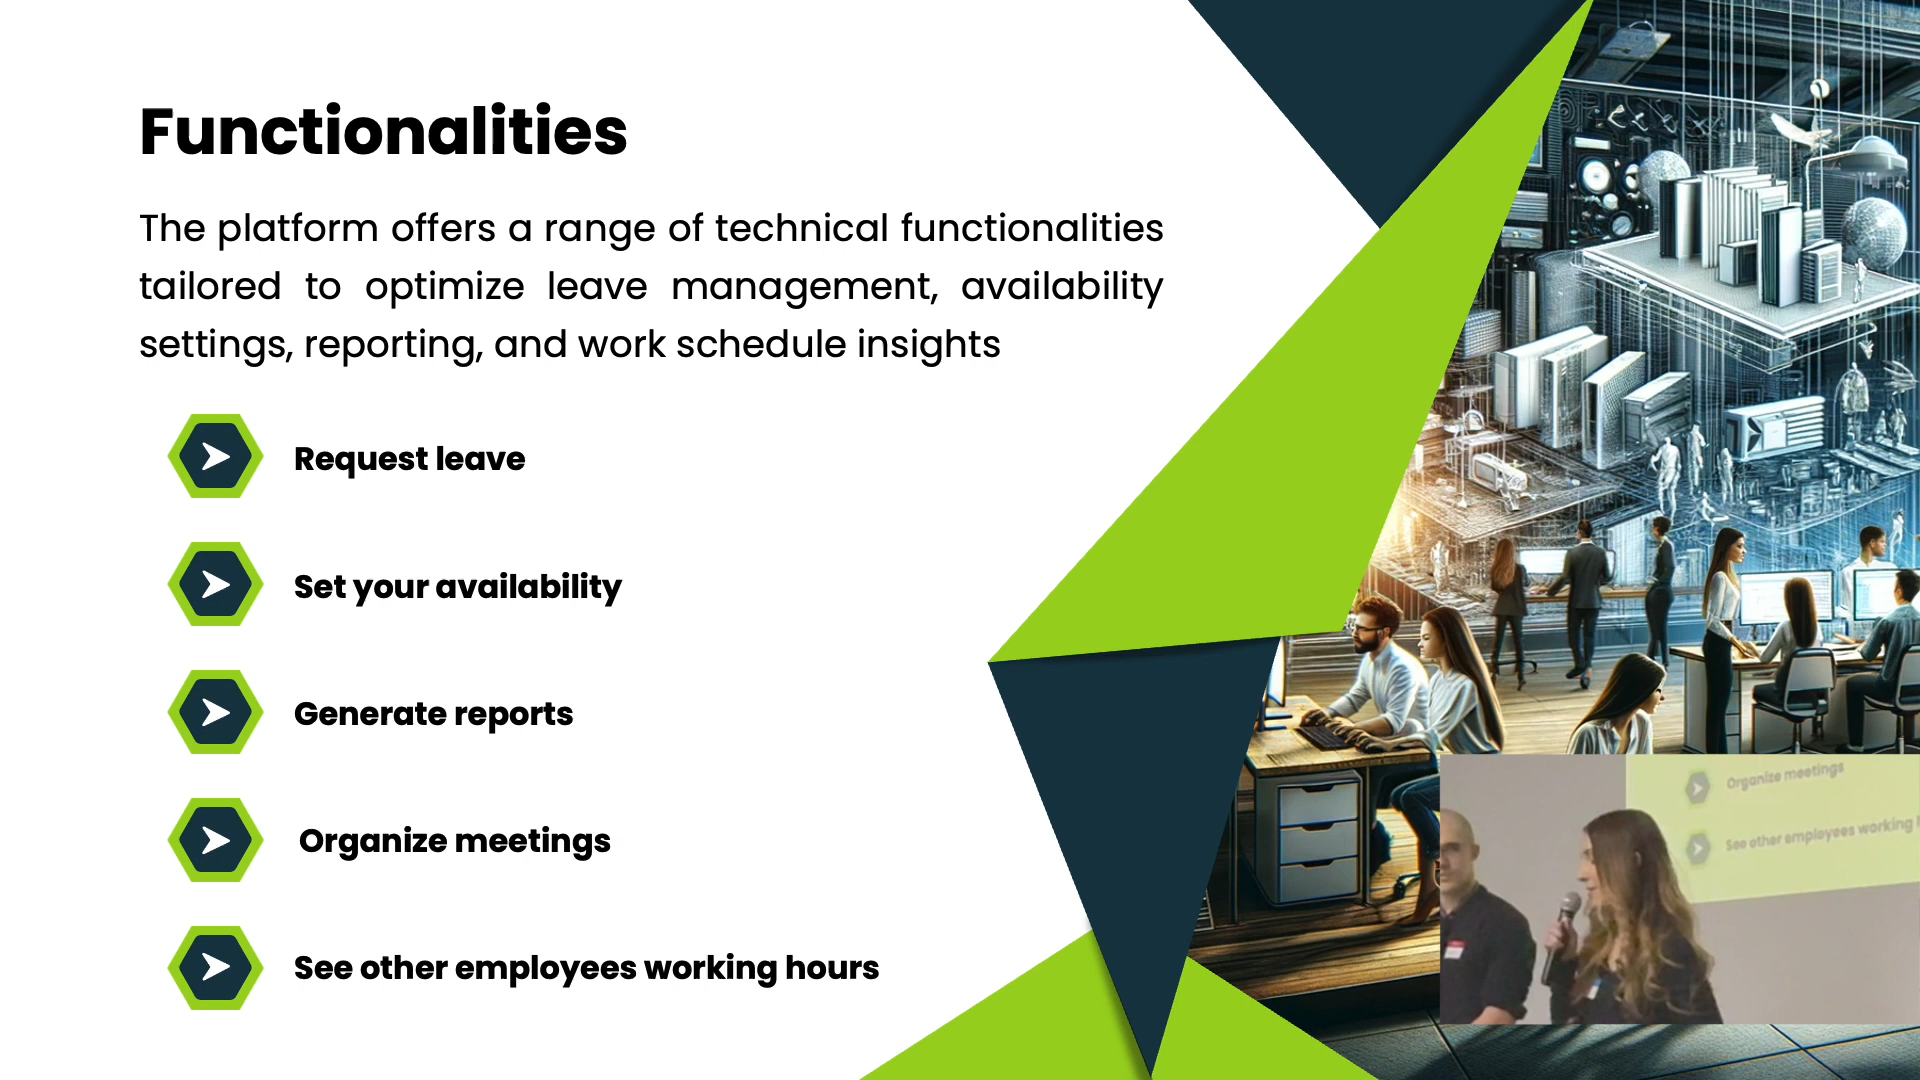 Functionalities
The platform offers a range of technical functionalities
tailored to optimize leave management, availability
settings, reporting, and work schedule insights
Request leave
Set your availability
Generate reports
Organize meetings
See other employees working hours
Organize meetings
See other employees working